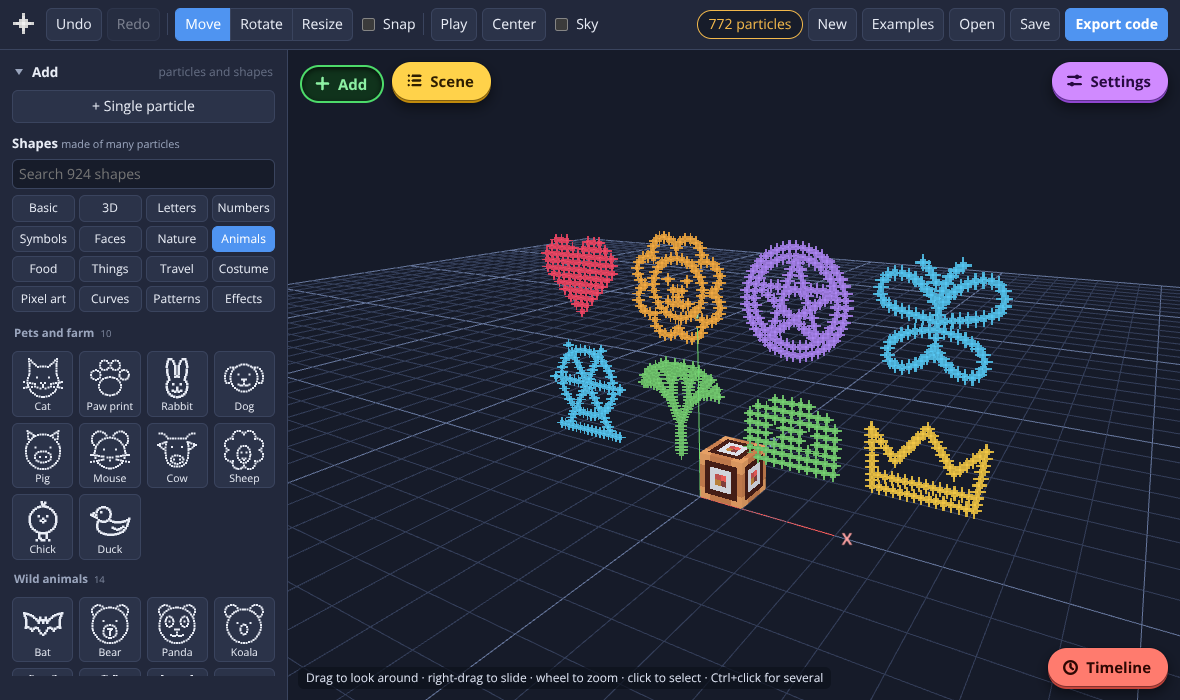 Undo Redo Move Rotate Resize Snap Play Center Sky 772 particles New Examples Open Save Export code
Add particles and shapes
+ Single particle
Shapes made of many particles
Search 924 shapes
Basic 3D Letters Numbers
Symbols Faces Nature Animals
Food Things Travel Costume
Pixel art Curves Patterns Effects
Pets and farm 10
Cat Paw print Rabbit Dog
Pig Mouse Cow Sheep
Chick Duck
Wild animals 14
Bat Bear Panda Koala
+ Add
Scene
Settings
X
Drag to look around · right-drag to slide · wheel to zoom · click to select · Ctrl+click for several
Timeline